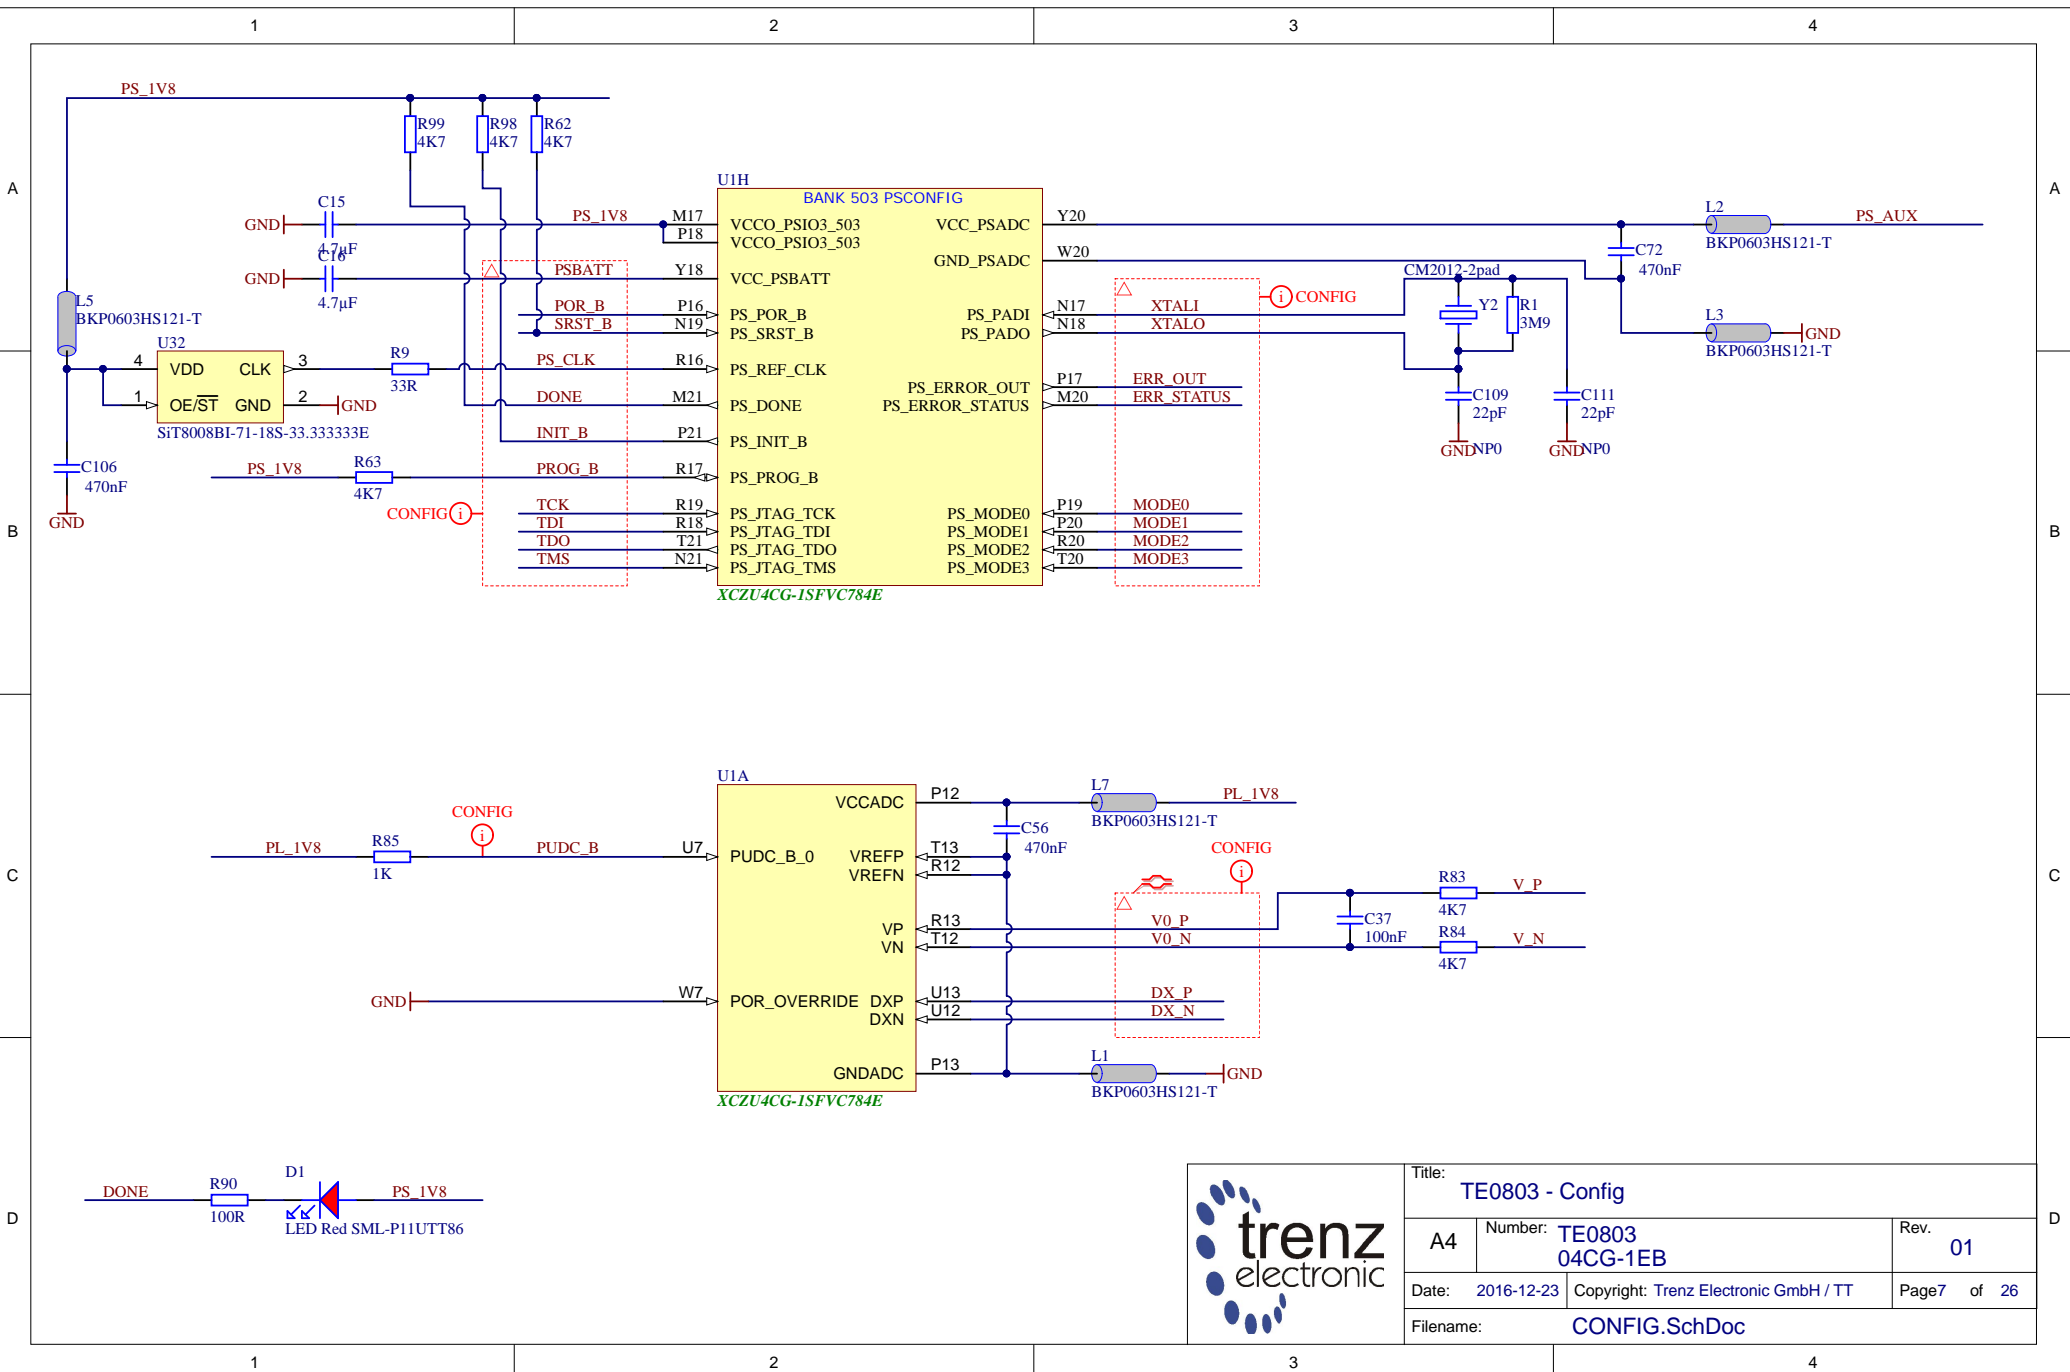 1 2 3 4
PS_1V8
R99 R98 R62
4K7 4K7 4K7
A A
U1H
BANK 503 PSCONFIG
C15
GND
4.7µF
PS_1V8 M17 VCCO_PSIO3_503
P18 VCCO_PSIO3_503
C16
GND
4.7µF
PSBATT Y18 VCC_PSBATT
POR_B P16 PS_POR_B
SRST_B N19 PS_SRST_B
L5
BKP0603HS121-T
U32
4 VDD CLK 3
1 OE/ST GND 2 GND
SiT8008BI-71-18S-33.333333E
R9
33R
PS_CLK R16 PS_REF_CLK
DONE M21 PS_DONE
INIT_B P21 PS_INIT_B
C106
470nF
GND
PS_1V8 R63
4K7
PROG_B R17 PS_PROG_B
CONFIG i
TCK R19 PS_JTAG_TCK
TDI R18 PS_JTAG_TDI
TDO T21 PS_JTAG_TDO
TMS N21 PS_JTAG_TMS
VCC_PSADC Y20
GND_PSADC W20
PS_PADI N17 XTALI
PS_PADO N18 XTALO
PS_ERROR_OUT P17 ERR_OUT
PS_ERROR_STATUS M20 ERR_STATUS
PS_MODE0 P19 MODE0
PS_MODE1 P20 MODE1
PS_MODE2 R20 MODE2
PS_MODE3 T20 MODE3
XCZU4CG-1SFVC784E
i CONFIG
CM2012-2pad
Y2 R1
3M9
C109
22pF
GND NP0
C111
22pF
GND NP0
L2
BKP0603HS121-T
PS_AUX
C72
470nF
L3
BKP0603HS121-T
GND
B B
U1A
PL_1V8 R85
1K
CONFIG
i
PUDC_B U7 PUDC_B_0
GND W7 POR_OVERRIDE
VCCADC P12
VREFP T13
VREFN R12
VP R13 V0_P
VN T12 V0_N
DXP U13 DX_P
DXN U12 DX_N
GNDADC P13
XCZU4CG-1SFVC784E
L7
BKP0603HS121-T
PL_1V8
C56
470nF
CONFIG
i
C37
100nF
R83 V_P
4K7
R84 V_N
4K7
L1
BKP0603HS121-T
GND
C C
DONE R90
100R
D1
PS_1V8
LED Red SML-P11UTT86
D D
trenz
electronic
Title:
TE0803 - Config
A4 Number: TE0803
04CG-1EB
Rev.
01
Date: 2016-12-23 Copyright: Trenz Electronic GmbH / TT Page7 of 26
Filename: CONFIG.SchDoc
1 2 3 4